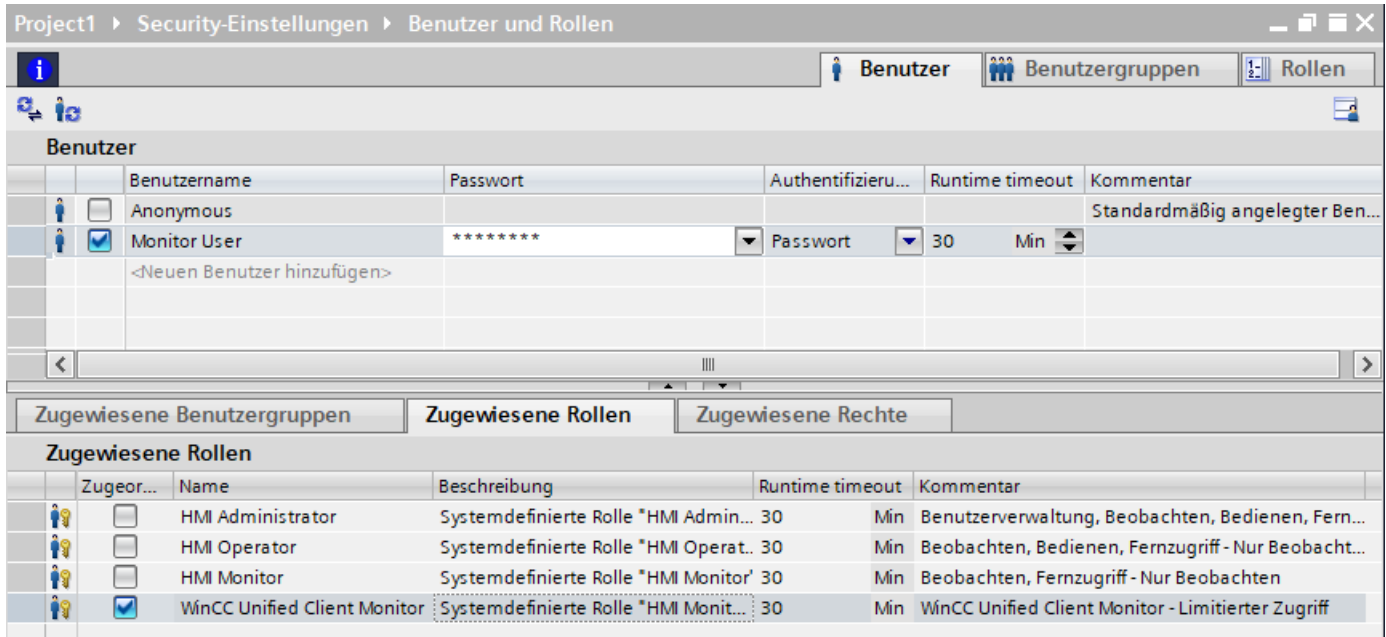 Project1 ▸ Security-Einstellungen ▸ Benutzer und Rollen
Benutzer Benutzergruppen Rollen
Benutzer
Benutzername Passwort Authentifizieru... Runtime timeout Kommentar
Anonymous Standardmäßig angelegter Ben...
Monitor User ******** Passwort 30 Min
<Neuen Benutzer hinzufügen>
Zugewiesene Benutzergruppen Zugewiesene Rollen Zugewiesene Rechte
Zugewiesene Rollen
Zugeor... Name Beschreibung Runtime timeout Kommentar
HMI Administrator Systemdefinierte Rolle "HMI Admin... 30 Min Benutzerverwaltung, Beobachten, Bedienen, Fern...
HMI Operator Systemdefinierte Rolle "HMI Operat.. 30 Min Beobachten, Bedienen, Fernzugriff - Nur Beobacht...
HMI Monitor Systemdefinierte Rolle "HMI Monitor" 30 Min Beobachten, Fernzugriff - Nur Beobachten
WinCC Unified Client Monitor Systemdefinierte Rolle "HMI Monit... 30 Min WinCC Unified Client Monitor - Limitierter Zugriff